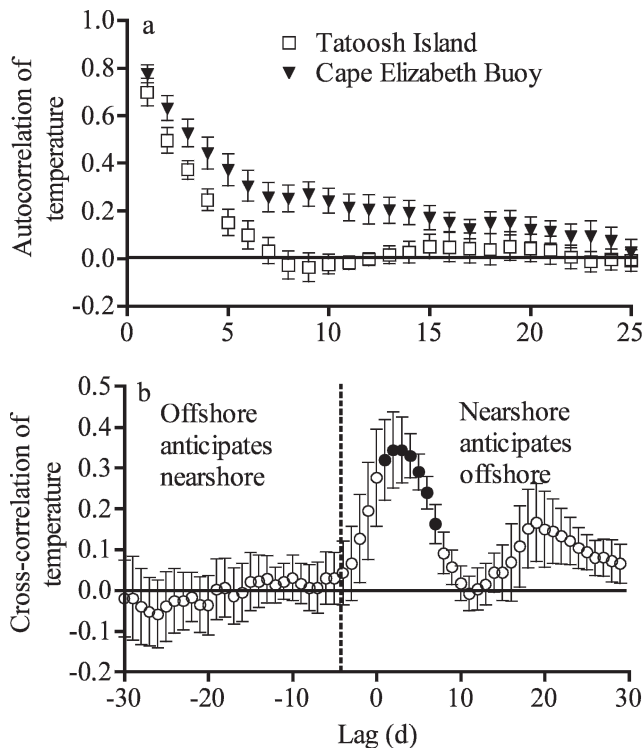 a
Tatoosh Island
Cape Elizabeth Buoy
Autocorrelation of
temperature
1.0
0.8
0.6
0.4
0.2
0.0
-0.2
0
5
10
15
20
25
b
Offshore
anticipates
nearshore
Nearshore
anticipates
offshore
Cross-correlation of
temperature
0.5
0.4
0.3
0.2
0.1
0.0
-0.1
0.2
-30
-20
-10
0
10
20
30
Lag (d)